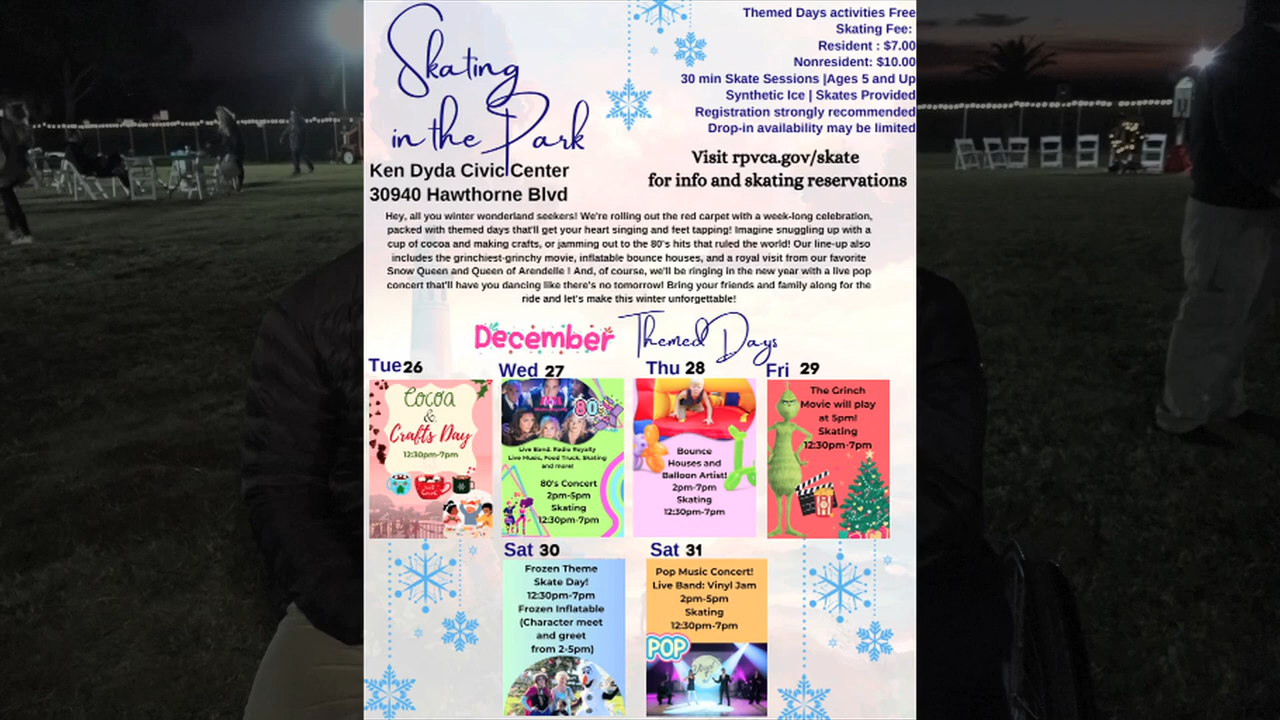 Skating
in the Park
Ken Dyda Civic Center
30940 Hawthorne Blvd
Themed Days activities Free
Skating Fee:
Resident : $7.00
Nonresident: $10.00
30 min Skate Sessions |Ages 5 and Up
Synthetic Ice | Skates Provided
Registration strongly recommended
Drop-in availability may be limited
Visit rpvca.gov/skate
for info and skating reservations
Hey, all you winter wonderland seekers! We're rolling out the red carpet with a week-long celebration,
packed with themed days that'll get your heart singing and feet tapping! Imagine snuggling up with a
cup of cocoa and making crafts, or jamming out to the 80's hits that ruled the world! Our line-up also
includes the grinchiest-grinchy movie, inflatable bounce houses, and a royal visit from our favorite
Snow Queen and Queen of Arendelle ! And, of course, we'll be ringing in the new year with a live pop
concert that'll have you dancing like there's no tomorrow! Bring your friends and family along for the
ride and let's make this winter unforgettable!
December Themed Days
Tue 26
Cocoa
&
Crafts Day
12:30pm-7pm
Wed 27
80
Live Band: Radio Royalty
Live Music, Food Truck, Skating
and more!
80's Concert
2pm-5pm
Skating
12:30pm-7pm
Thu 28
Bounce
Houses and
Balloon Artist!
2pm-7pm
Skating
12:30pm-7pm
Fri 29
The Grinch
Movie will play
at 5pm!
Skating
12:30pm-7pm
Sat 30
Frozen Theme
Skate Day!
12:30pm-7pm
Frozen Inflatable
(Character meet
and greet
from 2-5pm)
Sat 31
Pop Music Concert!
Live Band: Vinyl Jam
2pm-5pm
Skating
12:30pm-7pm
POP